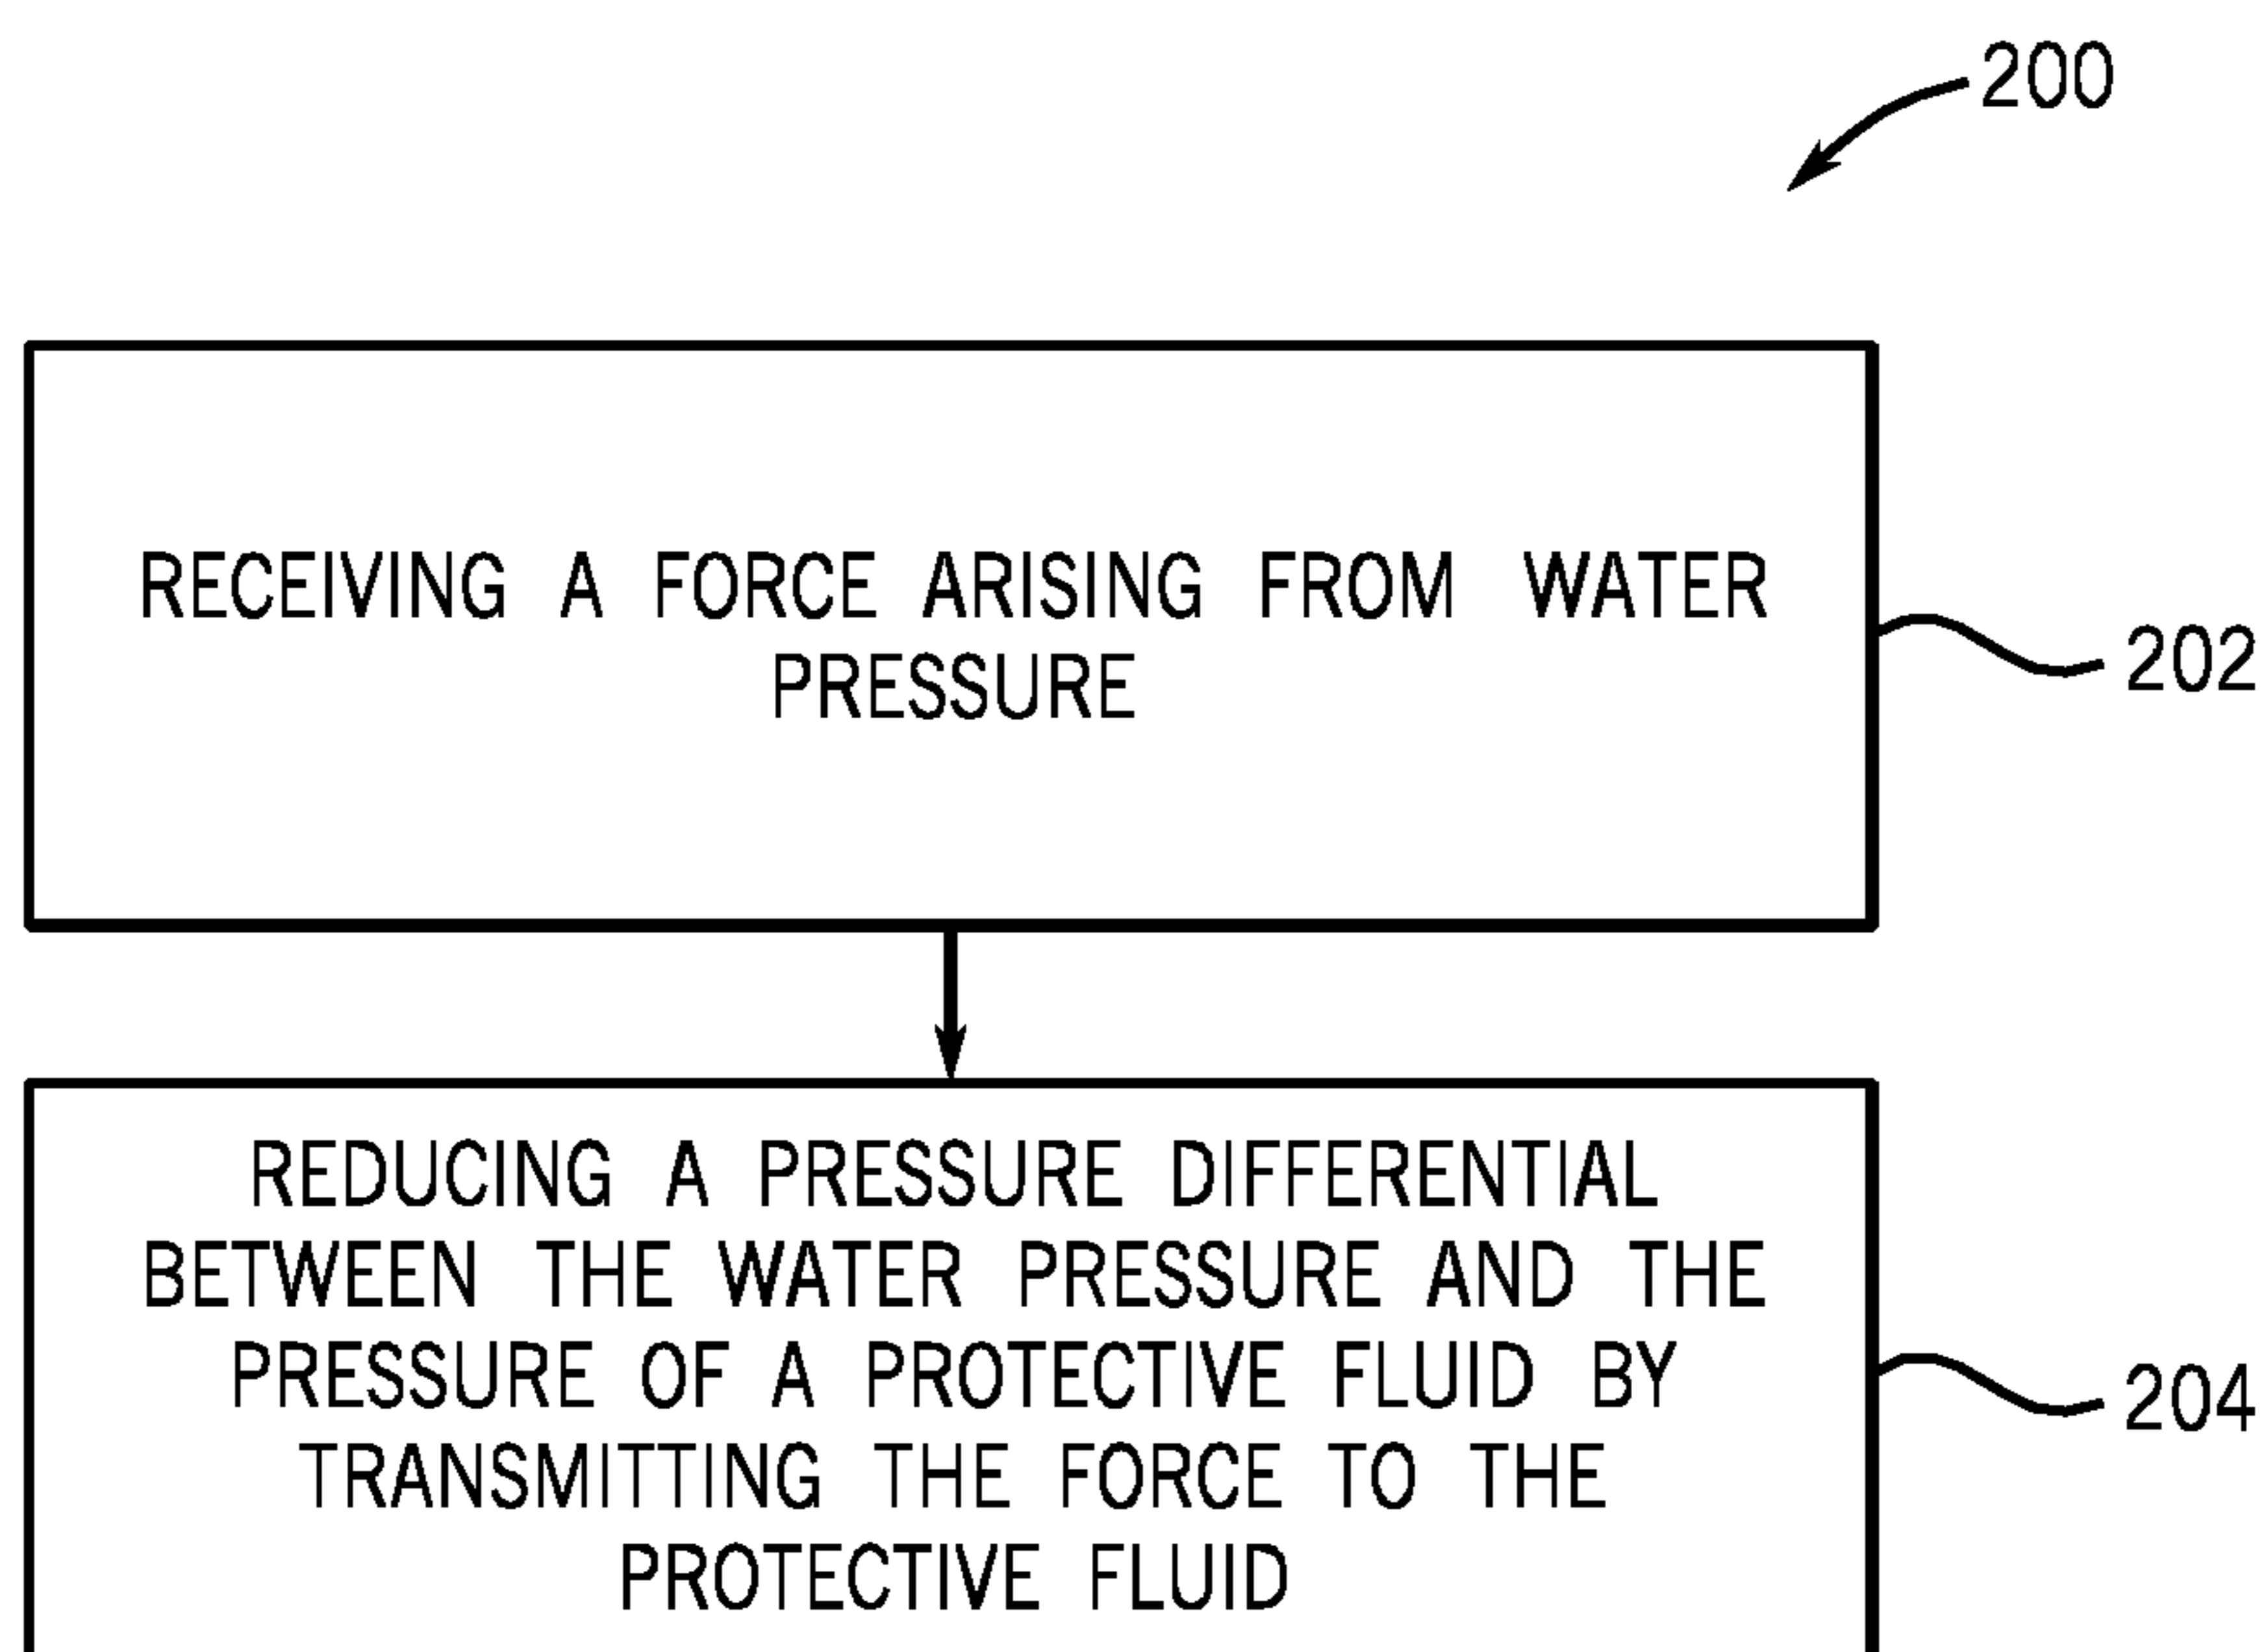 200
RECEIVING A FORCE ARISING FROM WATER
PRESSURE
202
REDUCING A PRESSURE DIFFERENTIAL
BETWEEN THE WATER PRESSURE AND THE
PRESSURE OF A PROTECTIVE FLUID BY
TRANSMITTING THE FORCE TO THE
PROTECTIVE FLUID
204